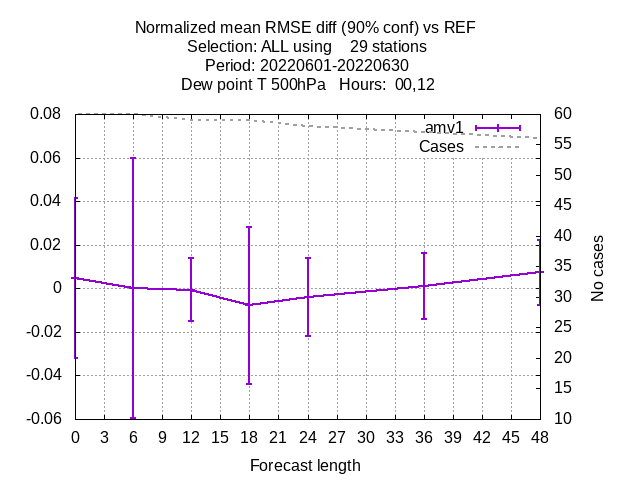 Normalized mean RMSE diff (90% conf) vs REF
Selection: ALL using    29 stations
Period: 20220601-20220630
Dew point T 500hPa   Hours:  00,12
0.08
0.06
0.04
0.02
0
-0.02
-0.04
-0.06
amv1
Cases
60
55
50
45
40
35
30
25
20
15
10
No cases
0 3 6 9 12 15 18 21 24 27 30 33 36 39 42 45 48
Forecast length